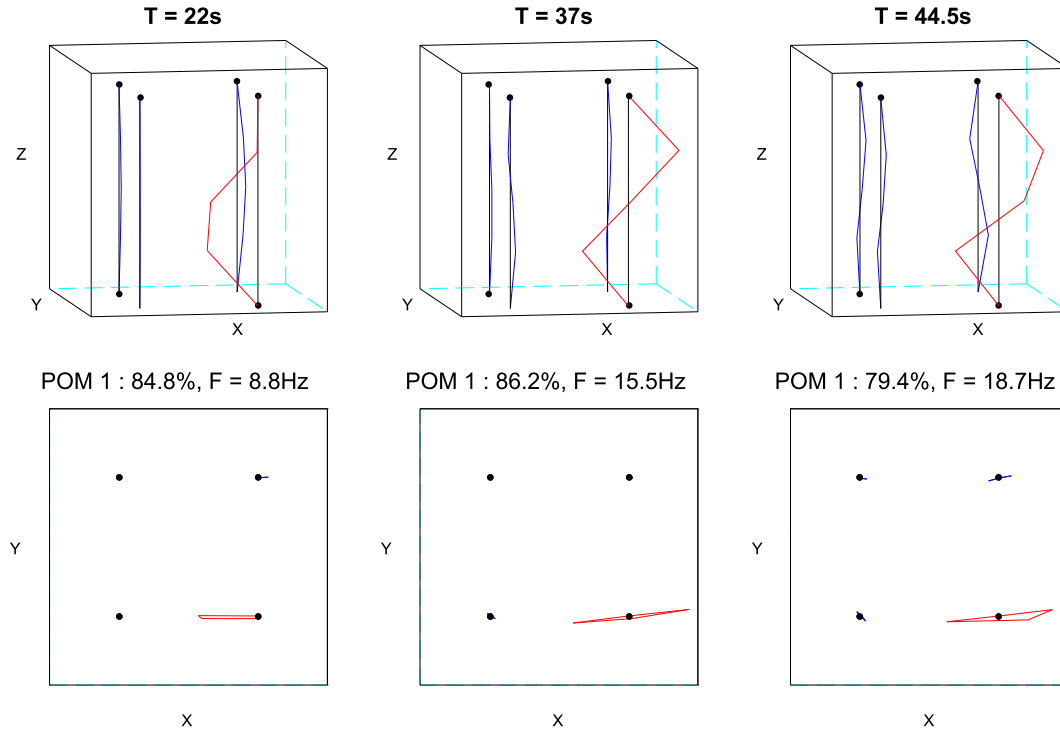 T = 22s
T = 37s
T = 44.5s
Z
Z
Z
Y
Y
Y
X
X
X
POM 1 : 84.8%, F = 8.8Hz
POM 1 : 86.2%, F = 15.5Hz
POM 1 : 79.4%, F = 18.7Hz
Y
Y
Y
X
X
X